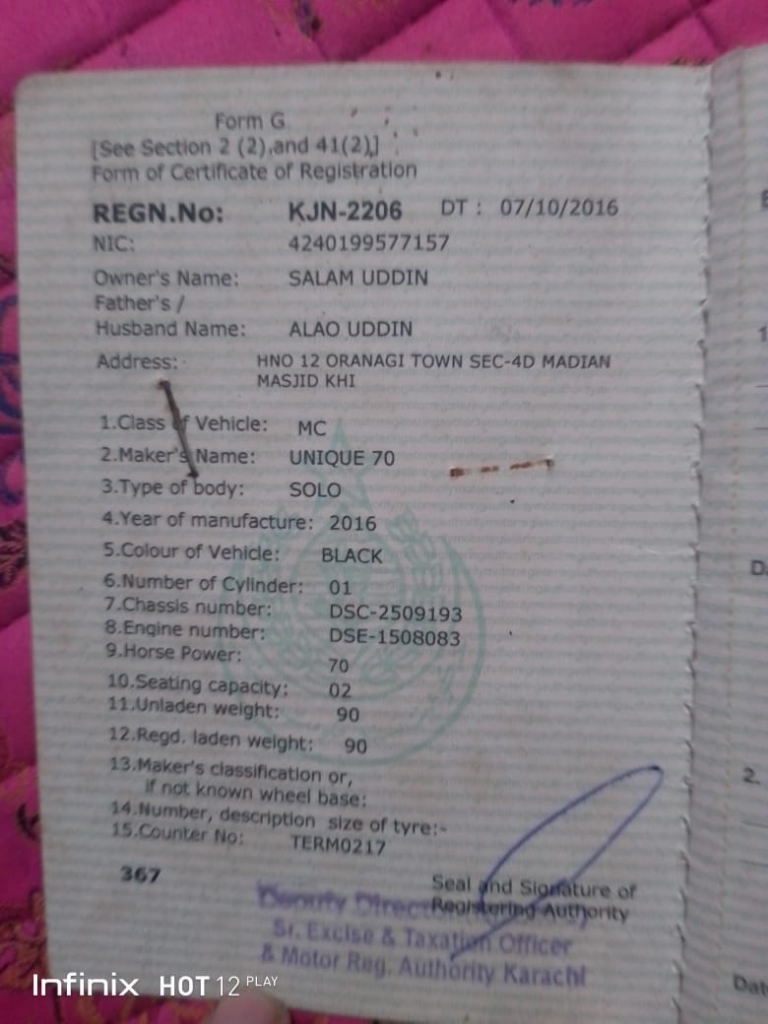 Form G
[See Section 2 (2),and 41(2),]
Form of Certificate of Registration
REGN.No: KJN-2206 DT : 07/10/2016
NIC: 4240199577157
Owner's Name: SALAM UDDIN
Father's /
Husband Name: ALAO UDDIN
Address: HNO 12 ORANAGI TOWN SEC-4D MADIAN
MASJID KHI
1.Class of Vehicle: MC
2.Maker's Name: UNIQUE 70
3.Type of body: SOLO
4.Year of manufacture: 2016
5.Colour of Vehicle: BLACK
6.Number of Cylinder: 01
7.Chassis number: DSC-2509193
8.Engine number: DSE-1508083
9.Horse Power: 70
10.Seating capacity: 02
11.Unladen weight: 90
12.Regd. laden weight: 90
13.Maker's classification or,
if not known wheel base:
14.Number, description size of tyre:-
15.Counter No: TERM0217
367
Seal and Signature of
Registering Authority
Deputy
Sr. Excise & Taxation Officer
& Motor Reg. Authority Karachi
2.
Infinix HOT 12 PLAY